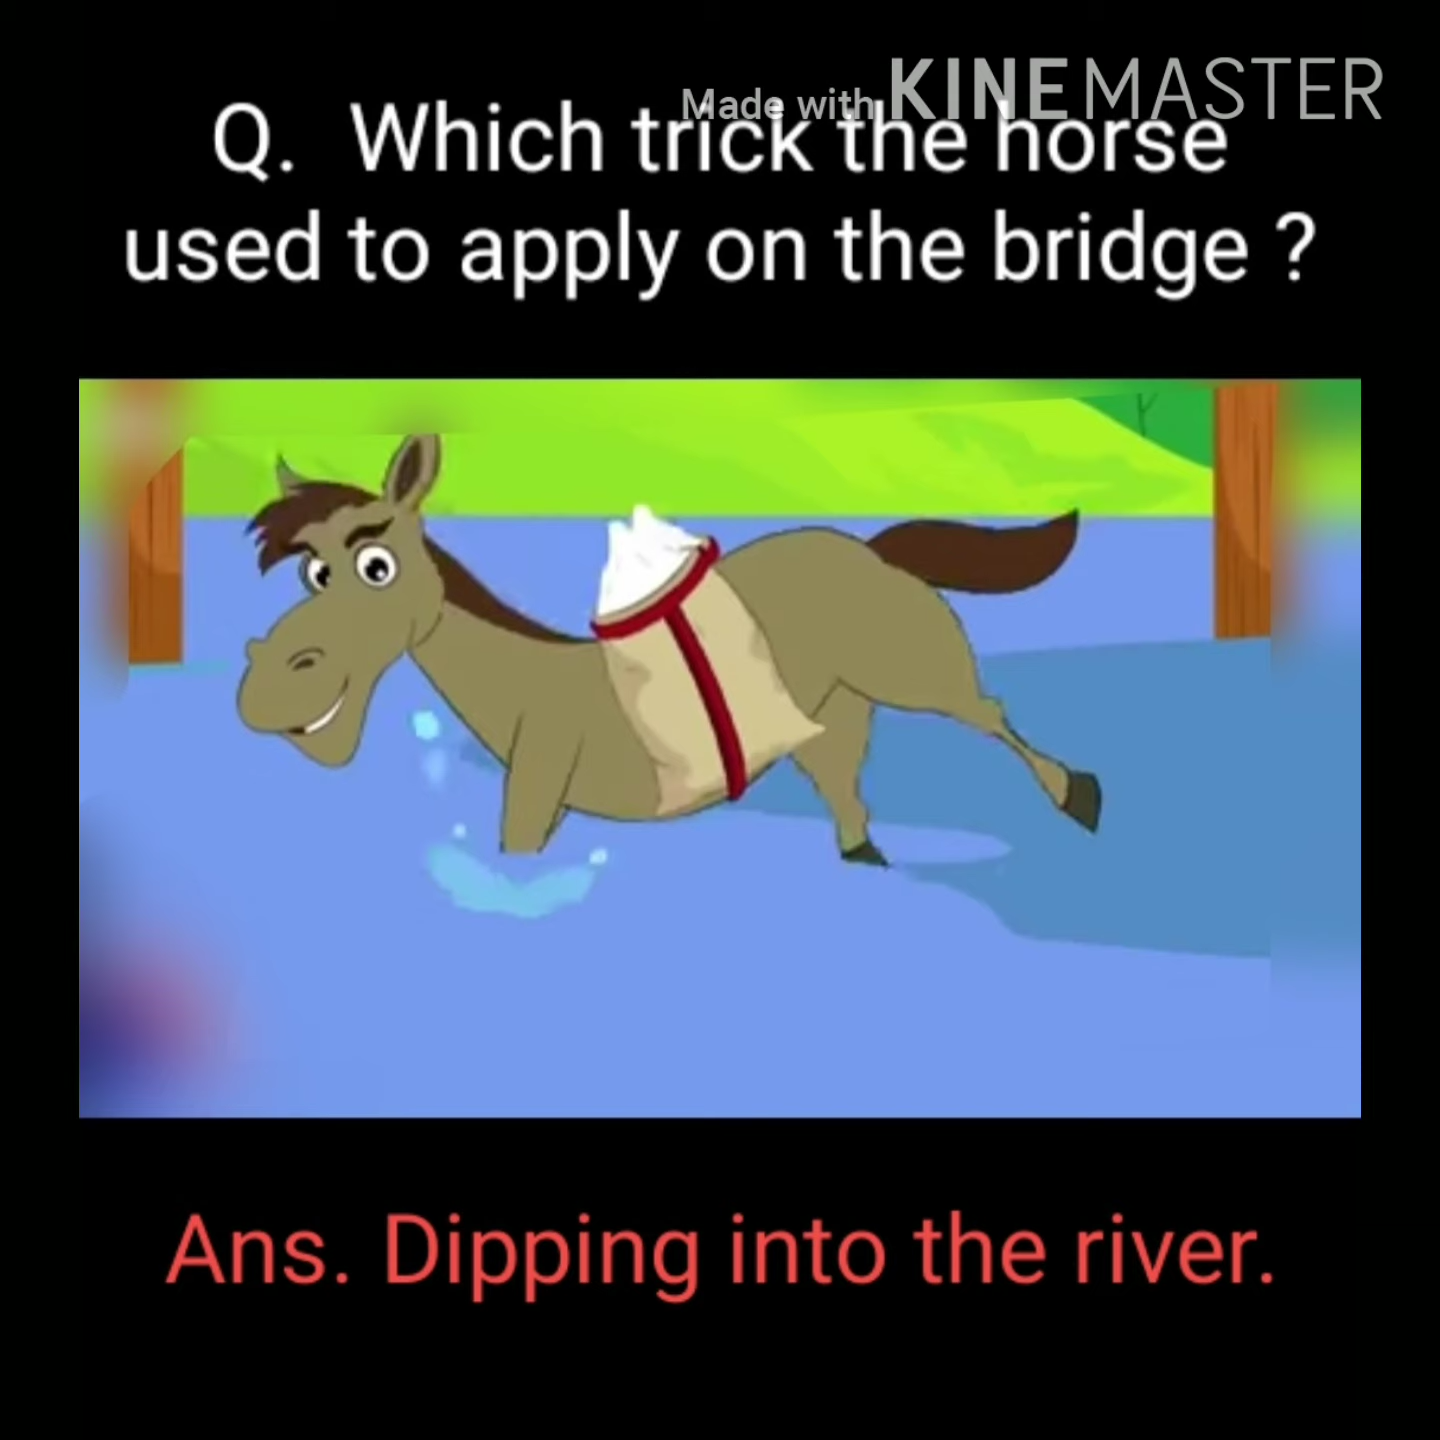 Made with KINEMASTER
Q. Which trick the horse
used to apply on the bridge ?
Ans. Dipping into the river.